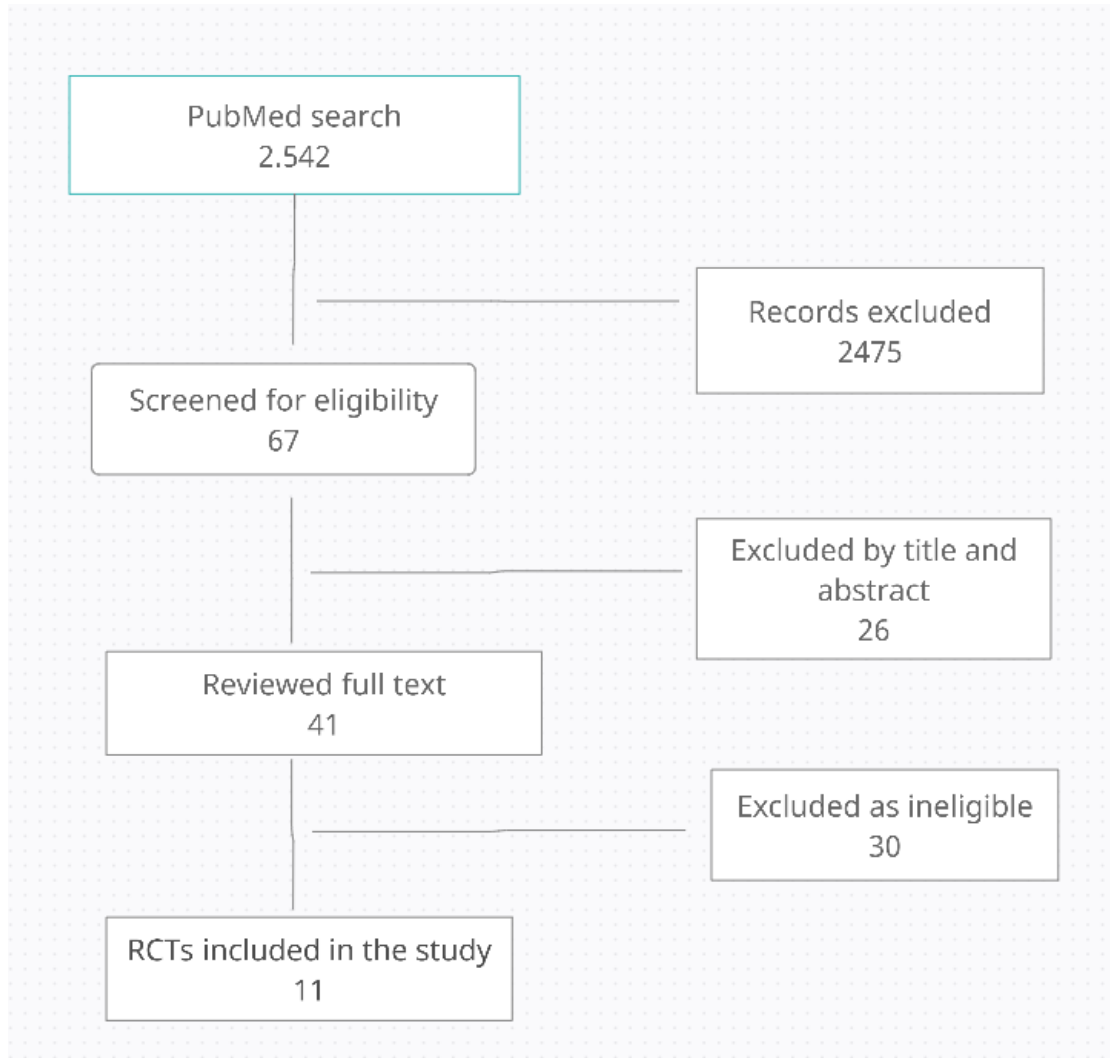 PubMed search
2.542
Records excluded
2475
Screened for eligibility
67
Excluded by title and
abstract
26
Reviewed full text
41
Excluded as ineligible
30
RCTs included in the study
11